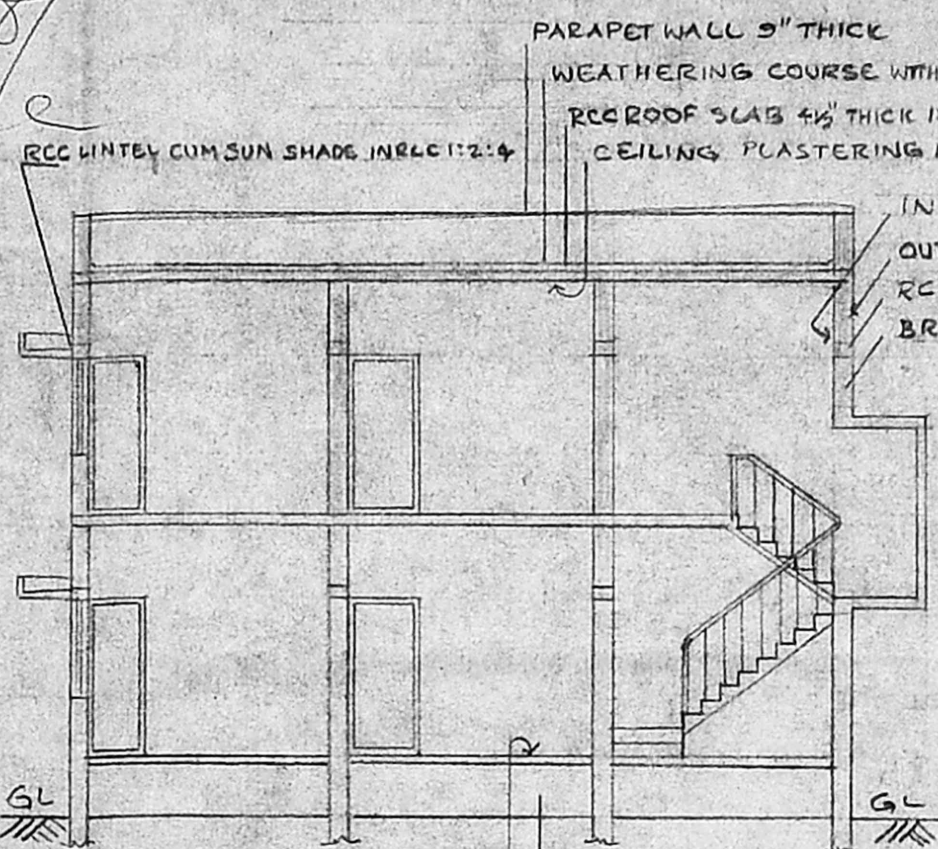 PARAPET WALL 9" THICK
WEATHERING COURSE WITH
RCC ROOF SLAB 4½" THICK 1:
CEILING PLASTERING
RCC LINTEL CUM SUN SHADE IN RCC 1:2:4
IN
OUT
RC
BR
GL
GL